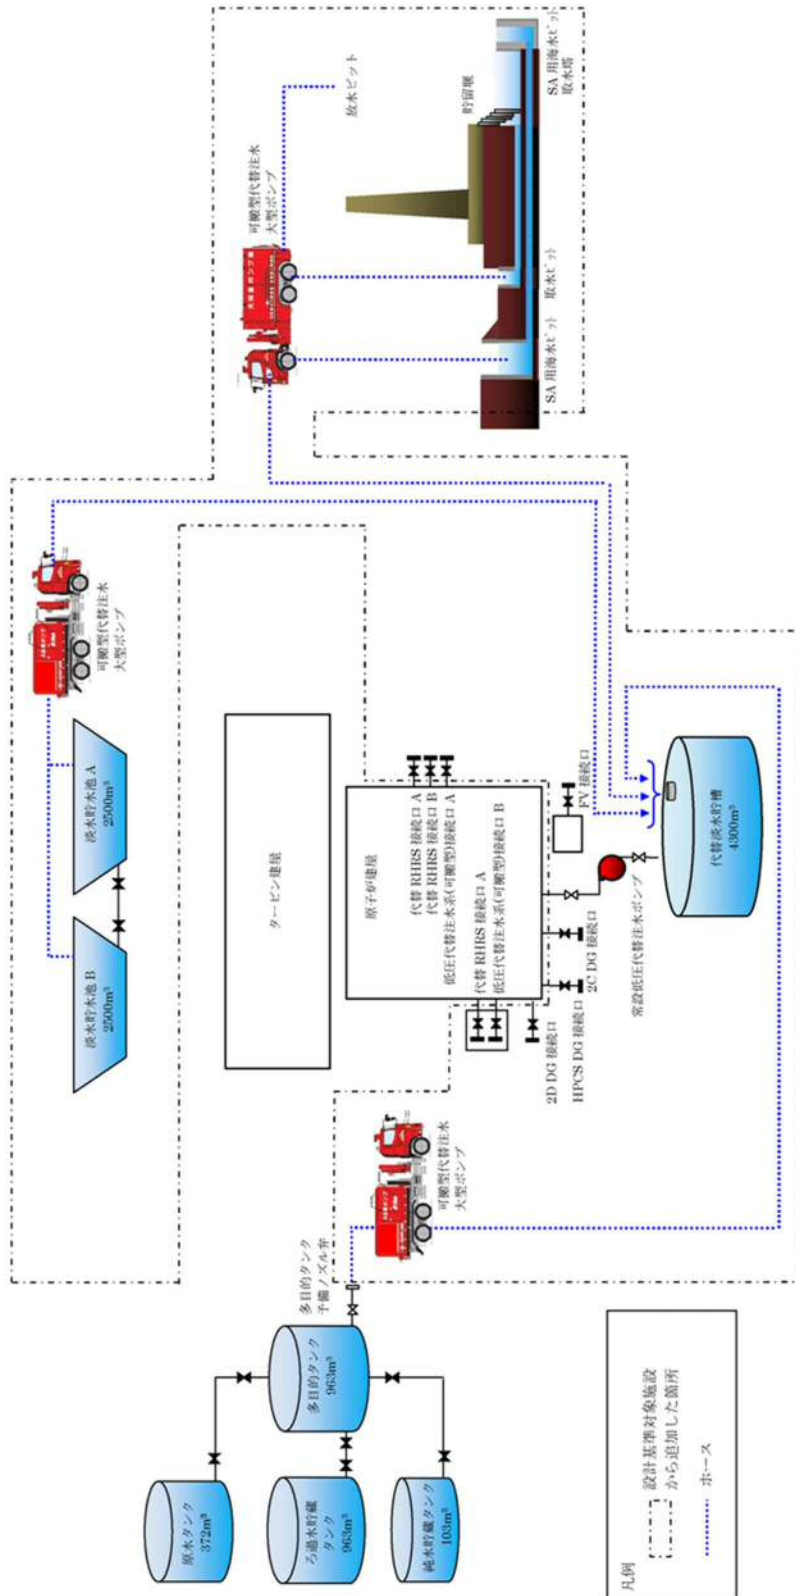 原水タンク
372m³
ろ過水貯蔵
タンク
963m³
純水貯蔵タンク
103m³
多目的タンク
963m³
多目的タンク
予備ノズル弁
可搬型代替注水
大型ポンプ
淡水貯水池 B
2500m³
淡水貯水池 A
2500m³
可搬型代替注水
大型ポンプ
タービン建屋
原子炉建屋
代替 RHRS 接続口 A
代替 RHRS 接続口 B
低圧代替注水系(可搬型)接続口 A
代替 RHRS 接続口 A
低圧代替注水系(可搬型)接続口 B
2D DG 接続口
HPCS DG 接続口
2C DG 接続口
FV 接続口
常設低圧代替注水ポンプ
代替淡水貯槽
4300m³
可搬型代替注水
大型ポンプ
放水ピット
貯留堰
SA 用海水ピット
取水ピット
SA 用海水ピット
取水塔
凡例
設計基準対象施設
から追加した箇所
ホース